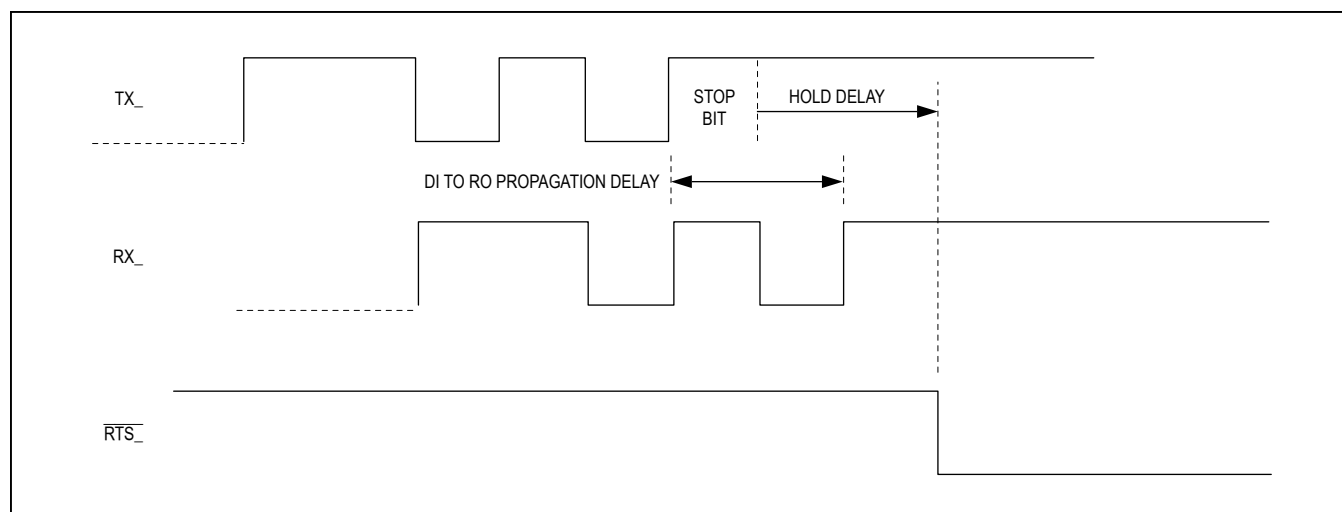 TX_
STOP
BIT
HOLD DELAY
DI TO RO PROPAGATION DELAY
RX_
RTS_